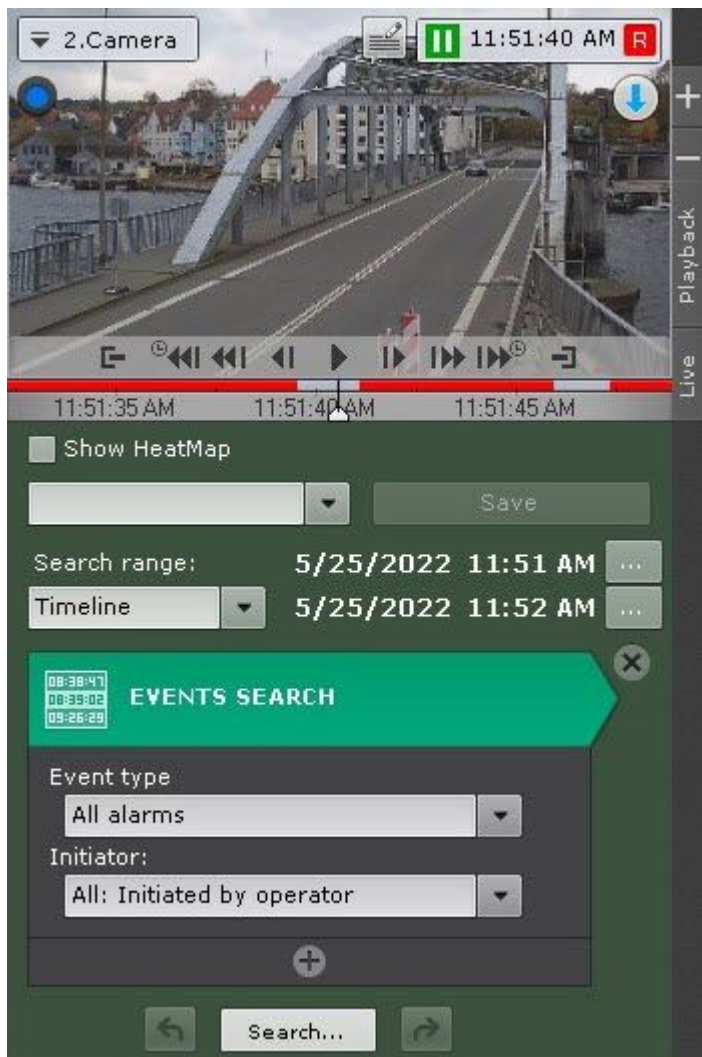 2.Camera
11:51:40 AM R
Playback
Live
11:51:35 AM 11:51:40 AM 11:51:45 AM
Show HeatMap
Save
Search range: 5/25/2022 11:51 AM ...
Timeline 5/25/2022 11:52 AM ...
08:38:47
08:39:02
09:26:29
EVENTS SEARCH
Event type
All alarms
Initiator:
All: Initiated by operator
Search...